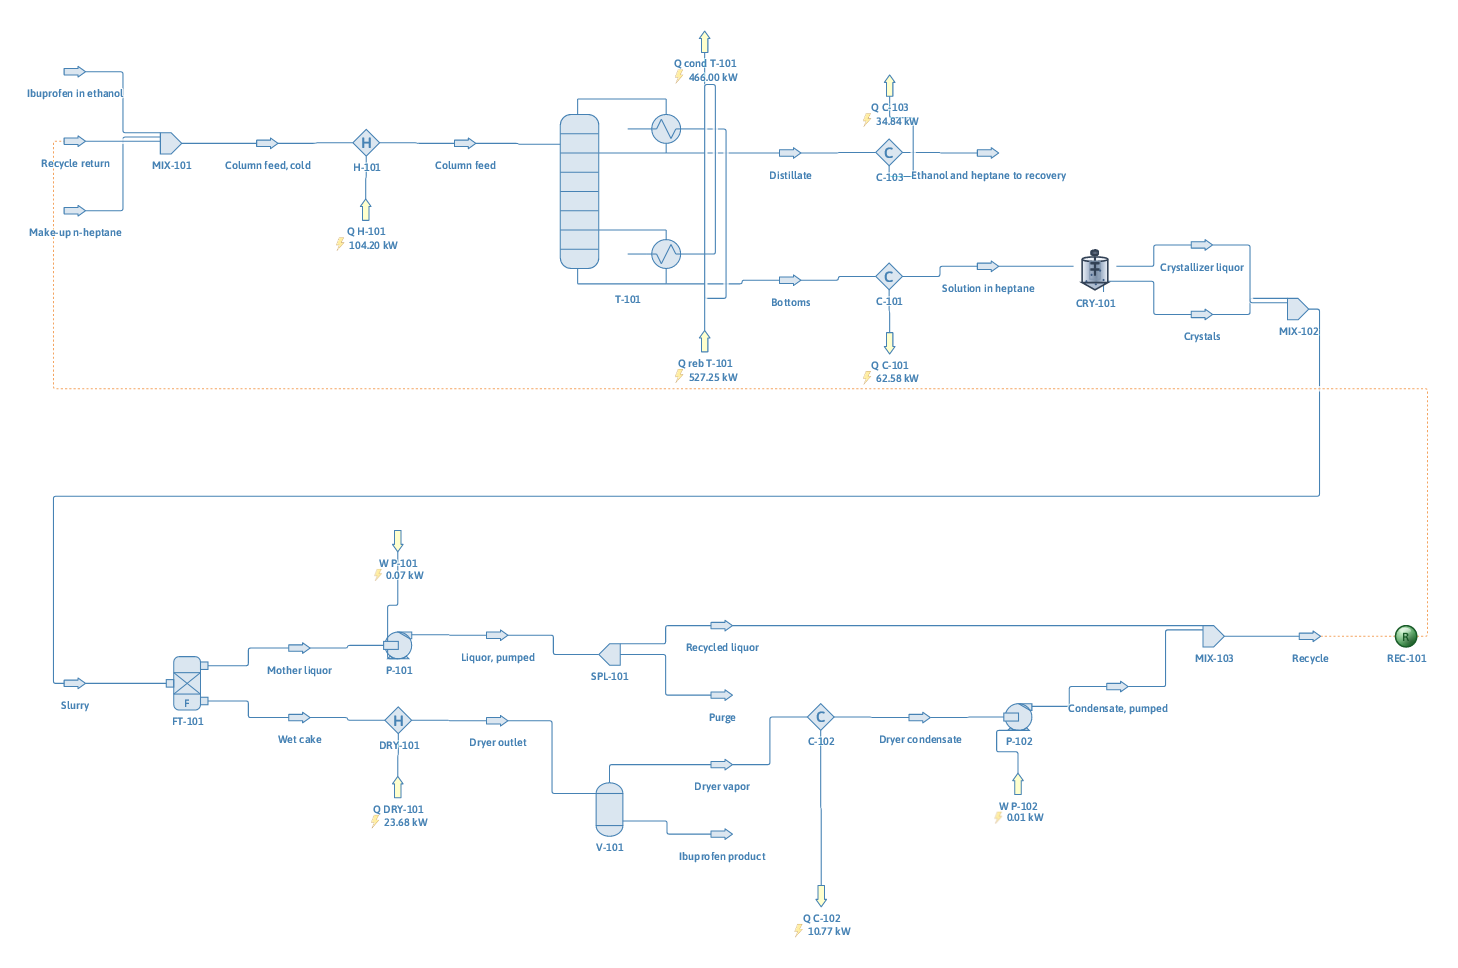 Q cond T-101
466.00 kW
Ibuprofen in ethanol
Q C-103
34.84 kW
Recycle return
MIX-101
Column feed, cold
H-101
Column feed
Distillate
C-103
Ethanol and heptane to recovery
Make-up n-heptane
Q H-101
104.20 kW
T-101
Bottoms
C-101
Solution in heptane
CRY-101
Crystallizer liquor
Crystals
MIX-102
Q reb T-101
527.25 kW
Q C-101
62.58 kW
W P-101
0.07 kW
Mother liquor
P-101
Liquor, pumped
SPL-101
Recycled liquor
MIX-103
Recycle
R
REC-101
Slurry
F
FT-101
Purge
Condensate, pumped
Wet cake
H
DRY-101
Dryer outlet
C
C-102
Dryer condensate
P-102
Q DRY-101
23.68 kW
Dryer vapor
W P-102
0.01 kW
V-101
Ibuprofen product
Q C-102
10.77 kW
H
C
C